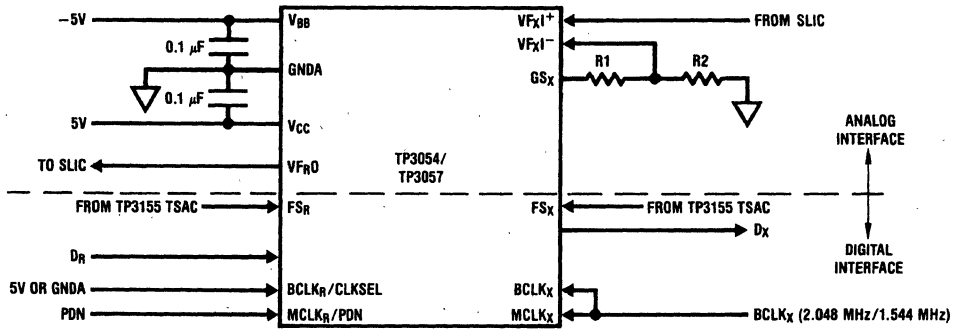 −5V
0.1 µF
0.1 µF
5V
TO SLIC
FROM TP3155 TSAC
DR
5V OR GNDA
PDN
VBB
GNDA
VCC
VFRO
FSR
BCLKR/CLKSEL
MCLKR/PDN
TP3054/
TP3057
VFXI+
VFXI−
GSX
FSX
BCLKX
MCLKX
FROM SLIC
R1
R2
FROM TP3155 TSAC
DX
BCLKX (2.048 MHz/1.544 MHz)
ANALOG
INTERFACE
DIGITAL
INTERFACE